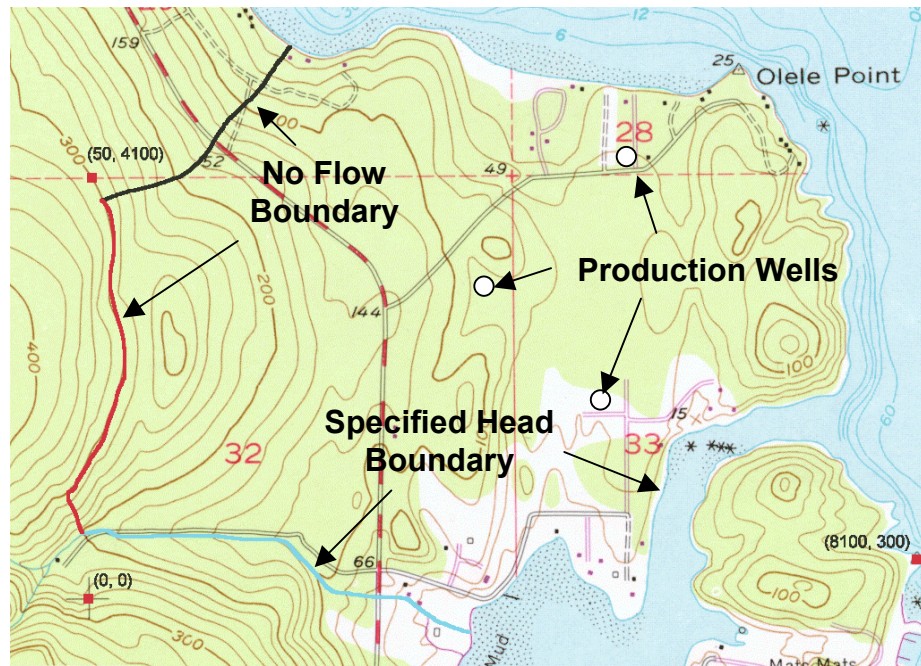 12
6
12
159
25
Olele Point
300
(50, 4100)
52
28
49
No Flow
Boundary
Production Wells
200
144
400
100
60
15
Specified Head
Boundary
32
33
(8100, 300)
66
(0, 0)
100
300
Mud
Mats Mats